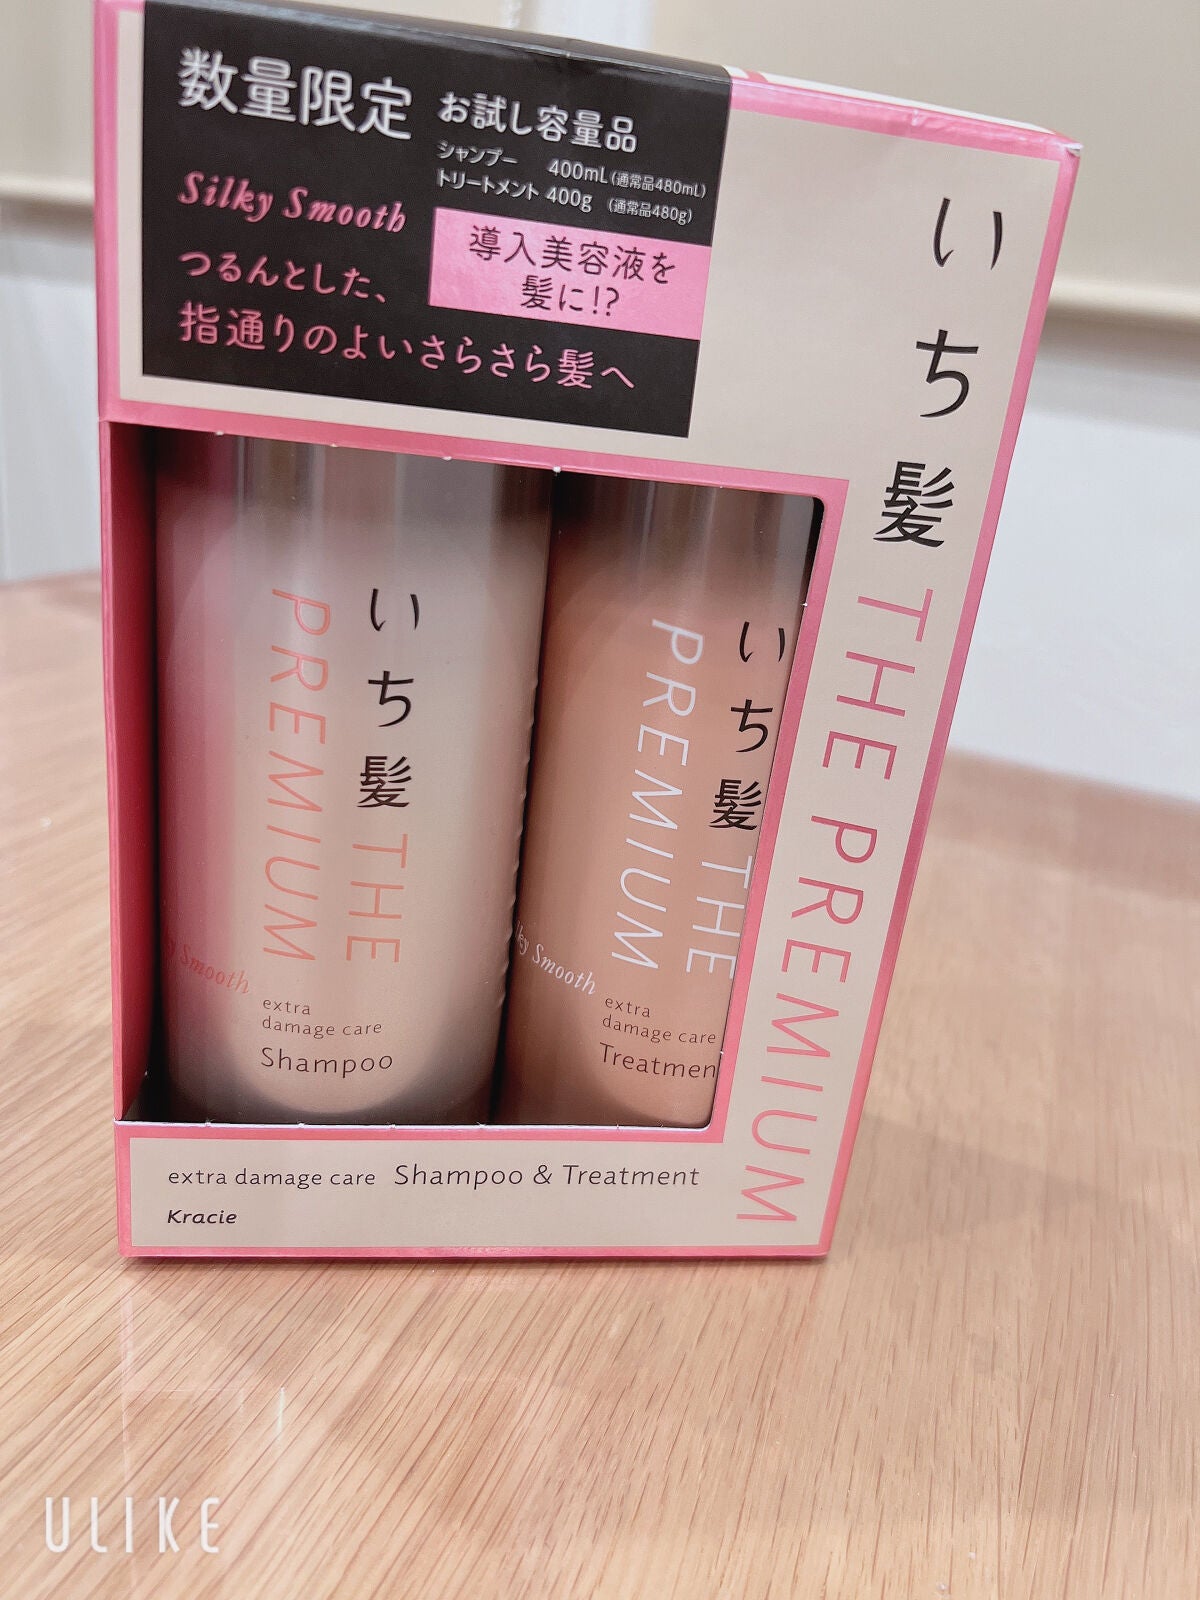 数量限定
お試し容量品
シャンプー 400mL（通常品480mL）
トリートメント 400g （通常品480g）
Silky Smooth
導入美容液を
髪に!?
つるんとした、
指通りのよいさらさら髪へ
いち髪 THE PREMIUM
いち髪 THE
PREMIUM
Smooth
extra
damage care
Shampoo
いち髪 THE
PREMIUM
Smooth
extra
damage care
Treatmen
extra damage care Shampoo & Treatment
Kracie
ULIKE